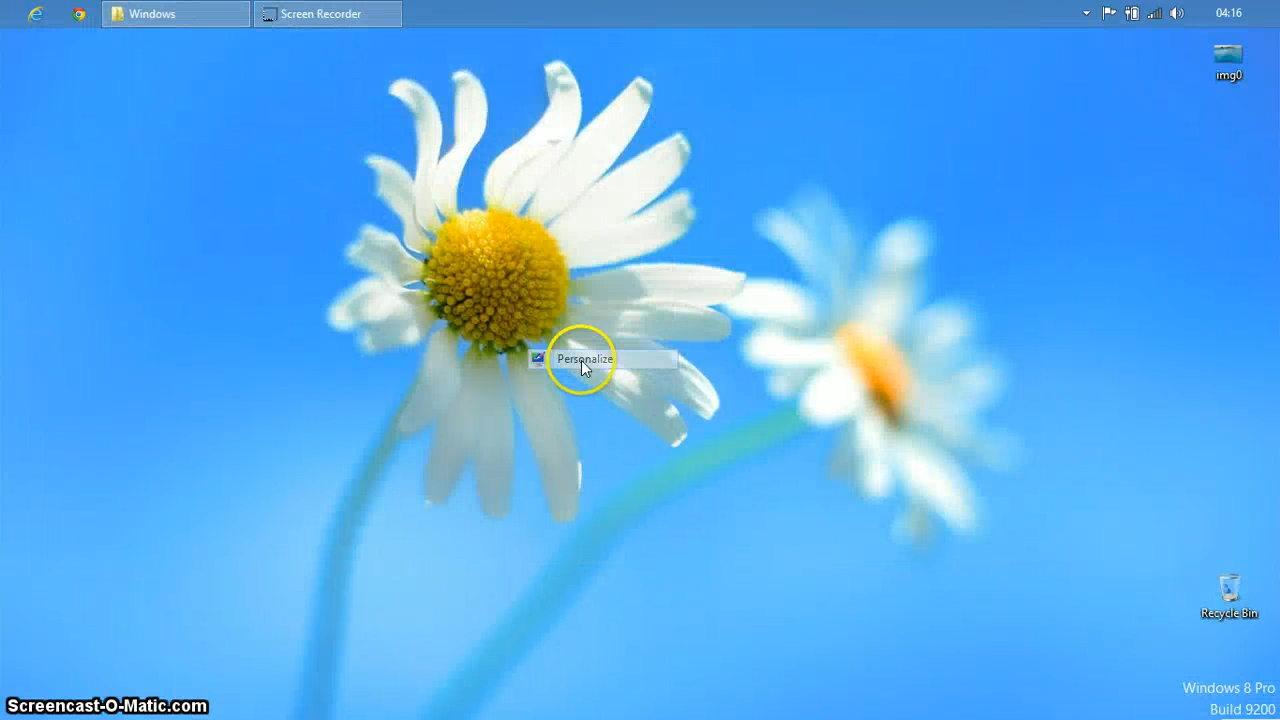 Windows
Screen Recorder
04:16
img0
Personalize
Recycle Bin
Windows 8 Pro
Build 9200
Screencast-O-Matic.com